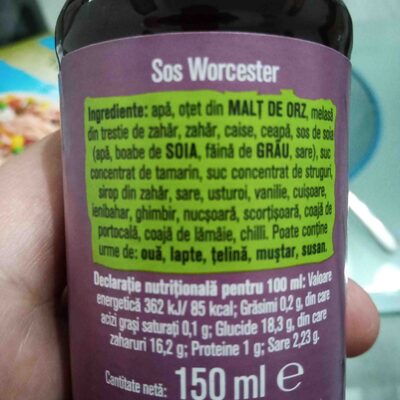 Sos Worcester
Ingrediente: apă, oțet din MALȚ DE ORZ, melasă
din trestie de zahăr, zahăr, caise, ceapă, sos de soia
(apă, boabe de SOIA, făină de GRÂU, sare), suc
concentrat de tamarin, suc concentrat de struguri,
sirop din zahăr, sare, usturoi, vanilie, cuișoare,
ienibahar, ghimbir, nucșoară, scorțișoară, coajă de
portocală, coajă de lămâie, chilli. Poate conține
urme de: ouă, lapte, țelină, muștar, susan.
Declarație nutrițională pentru 100 ml: Valoare
energetică 362 kJ/ 85 kcal; Grăsimi 0,2 g, din care
acizi grași saturați 0,1 g; Glucide 18,3 g, din care
zaharuri 16,2 g; Proteine 1 g; Sare 2,23 g.
Cantitate netă: 150 ml e